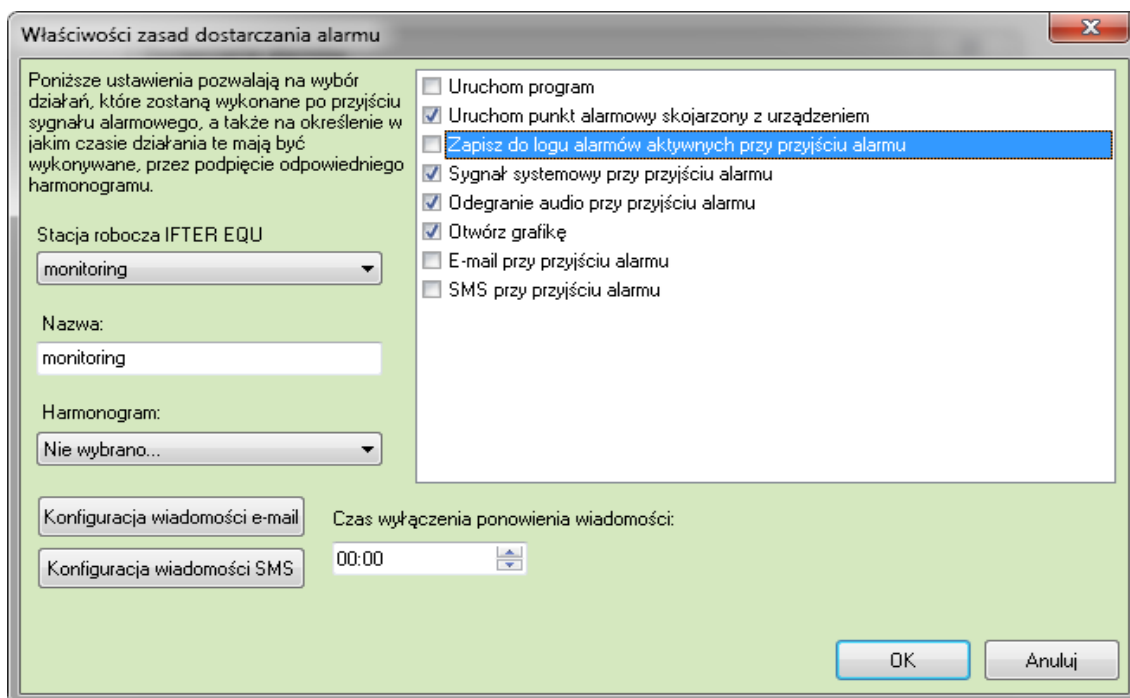 Właściwości zasad dostarczania alarmu
Poniższe ustawienia pozwalają na wybór
działań, które zostaną wykonane po przyjściu
sygnału alarmowego, a także na określenie w
jakim czasie działania te mają być
wykonywane, przez podpięcie odpowiedniego
harmonogramu.
Stacja robocza IFTER EQU
monitoring
Nazwa:
monitoring
Harmonogram:
Nie wybrano...
Uruchom program
Uruchom punkt alarmowy skojarzony z urządzeniem
Zapisz do logu alarmów aktywnych przy przyjściu alarmu
Sygnał systemowy przy przyjściu alarmu
Odegranie audio przy przyjściu alarmu
Otwórz grafikę
E-mail przy przyjściu alarmu
SMS przy przyjściu alarmu
Konfiguracja wiadomości e-mail
Konfiguracja wiadomości SMS
Czas wyłączenia ponowienia wiadomości:
00:00
OK
Anuluj